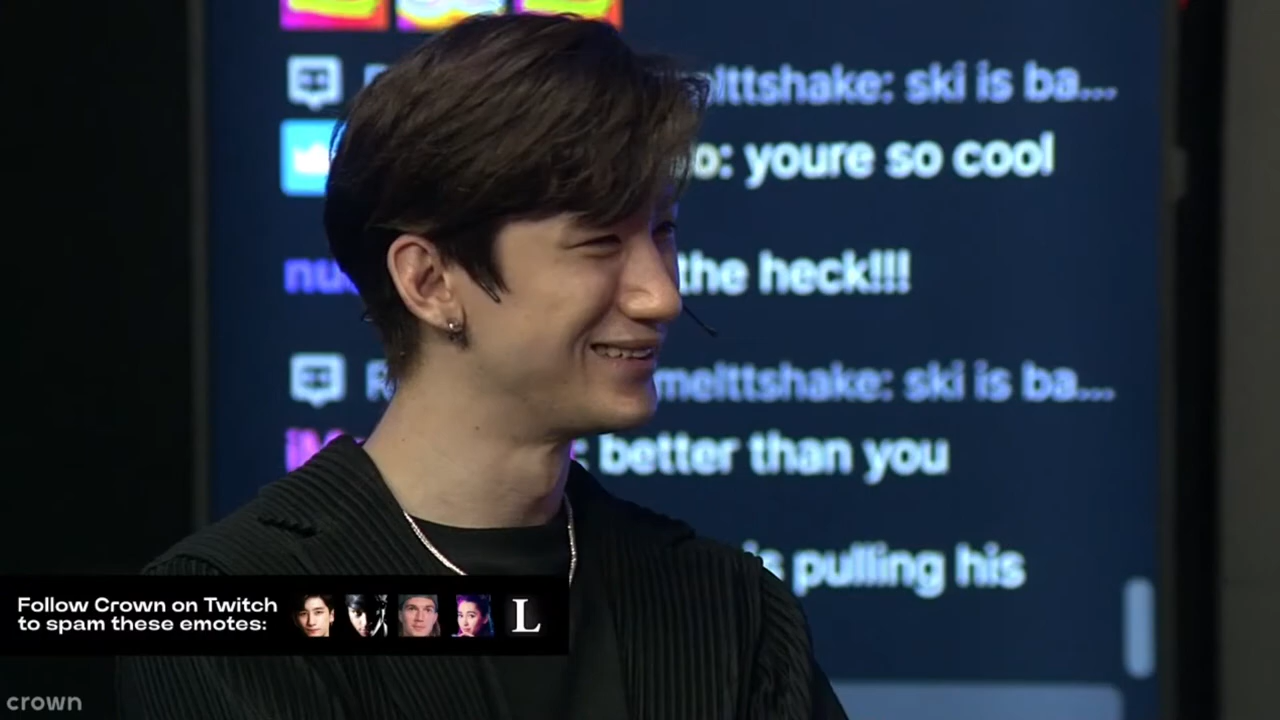 melttshake: ski is ba...
youre so cool
the heck!!!
melttshake: ski is ba...
: better than you
pulling his
Follow Crown on Twitch
to spam these emotes:
L
crown